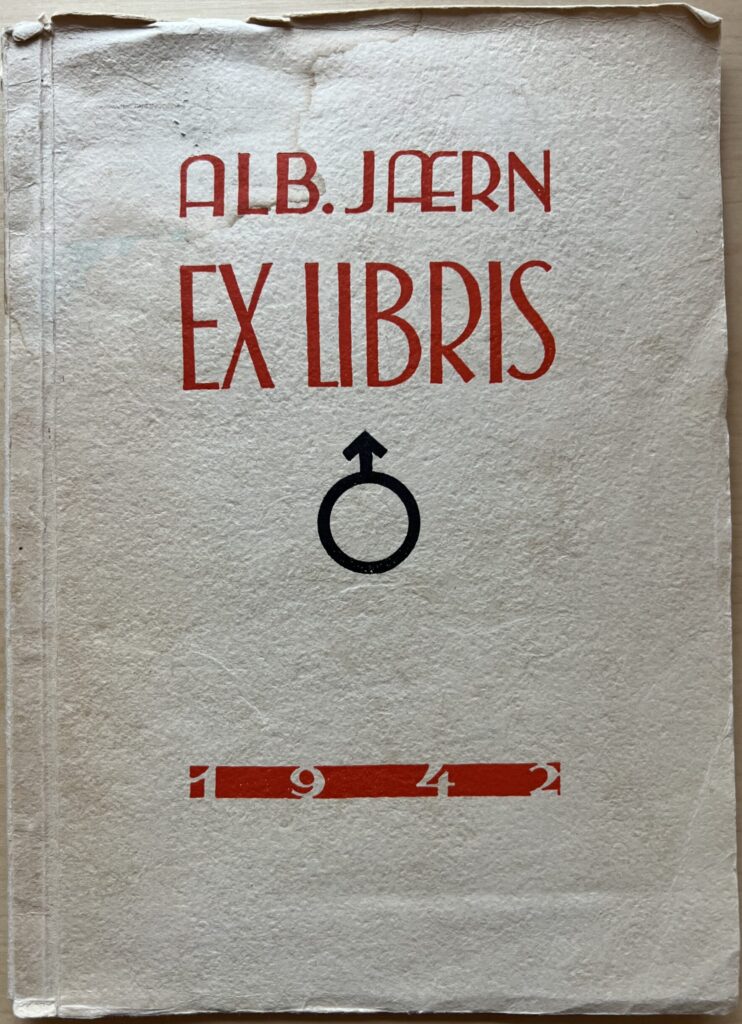 ALB. JÆRN
EX LIBRIS
1942